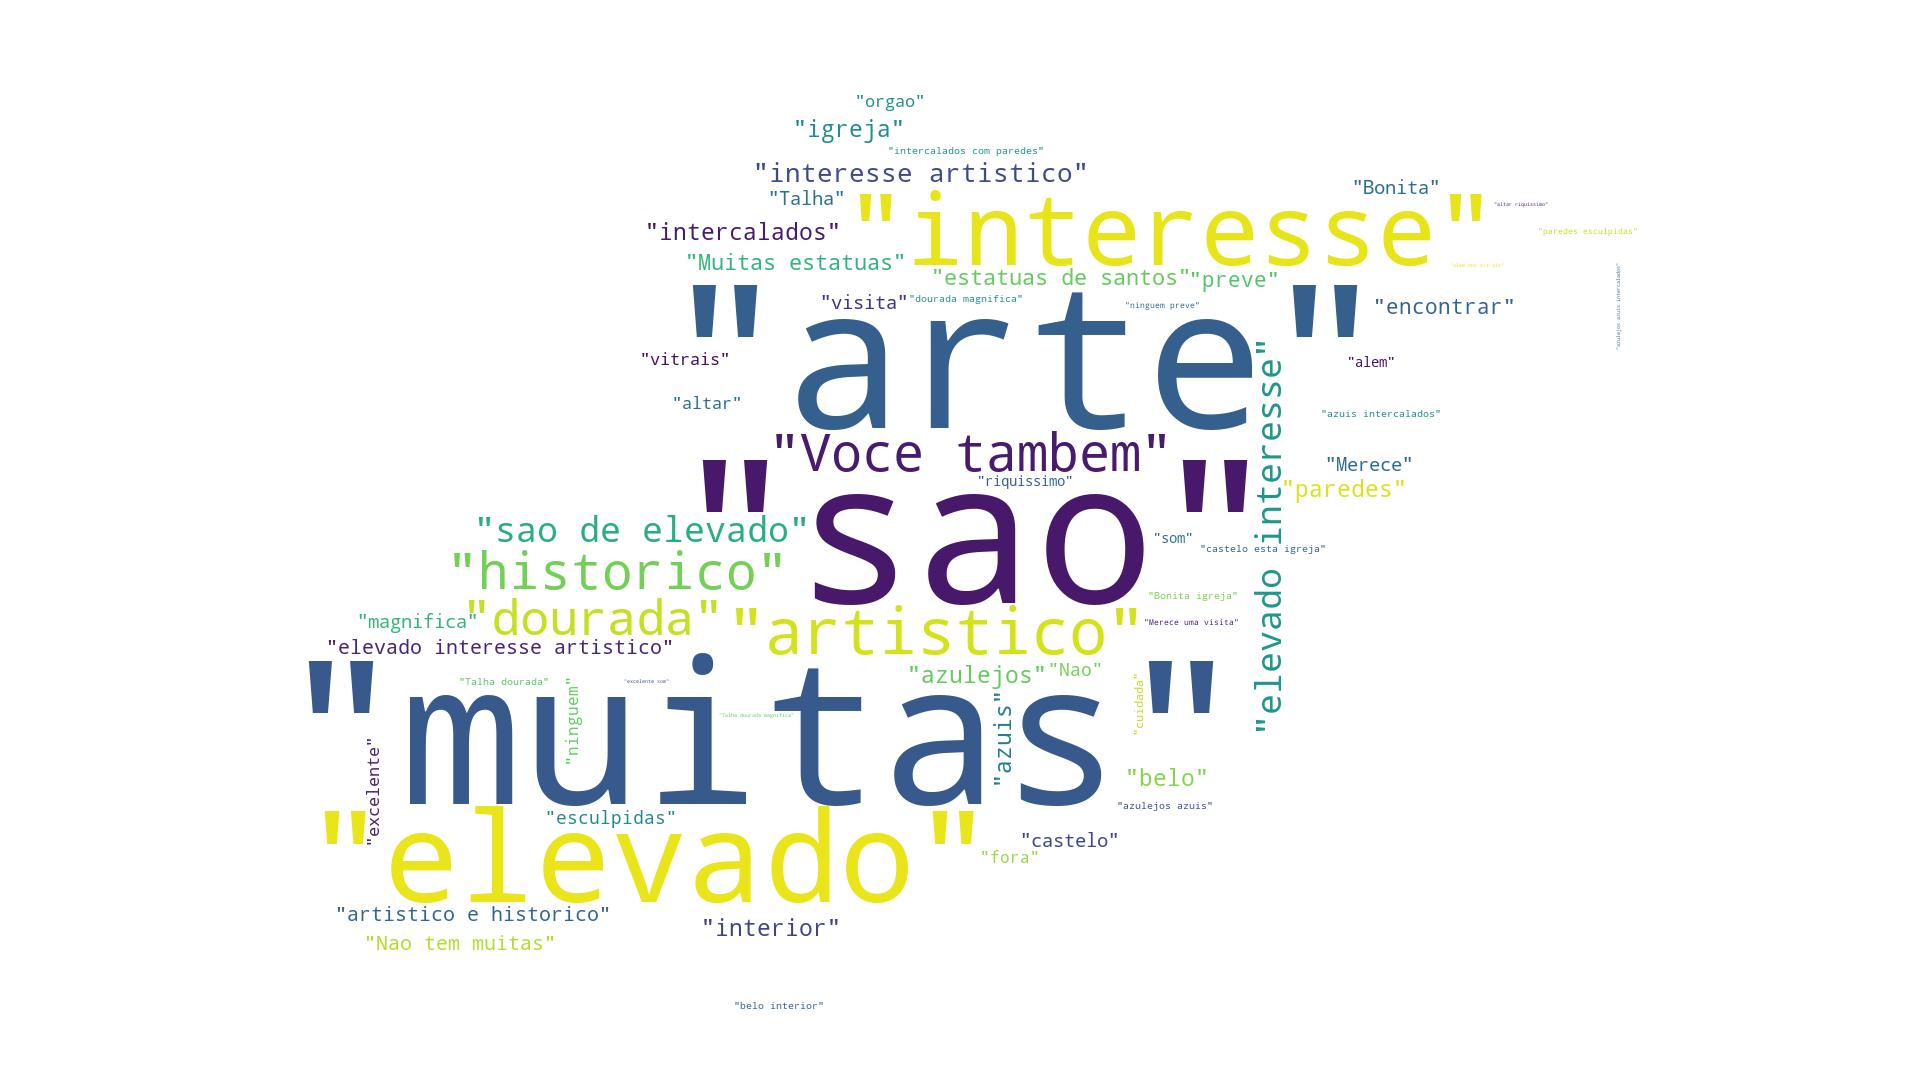 "orgao"
"igreja"
"intercalados com paredes"
"interesse artistico"
"Talha"
"Bonita"
"interesse"
"altar riquissimo"
"intercalados"
"paredes esculpidas"
"Muitas estatuas"
"alem dos vitrais"
"estatuas de santos"
"preve"
"visita"
"dourada magnifica"
"ninguem preve"
"encontrar"
"azulejos azuis intercalados"
"arte"
"vitrais"
"alem"
"altar"
"azuis intercalados"
"elevado interesse"
"Voce tambem"
"Merece"
"riquissimo"
"paredes"
"sao"
"sao de elevado"
"som"
"castelo esta igreja"
"historico"
"Bonita igreja"
"dourada"
"magnifica"
"Merece uma visita"
"artistico"
"elevado interesse artistico"
"azulejos"
"Nao"
"Talha dourada"
"excelente som"
"ninguem"
"cuidada"
"Talha dourada magnifica"
"muitas"
"azuis"
"belo"
"excelente"
"azulejos azuis"
"esculpidas"
"castelo"
"fora"
"elevado"
"artistico e historico"
"interior"
"Nao tem muitas"
"belo interior"